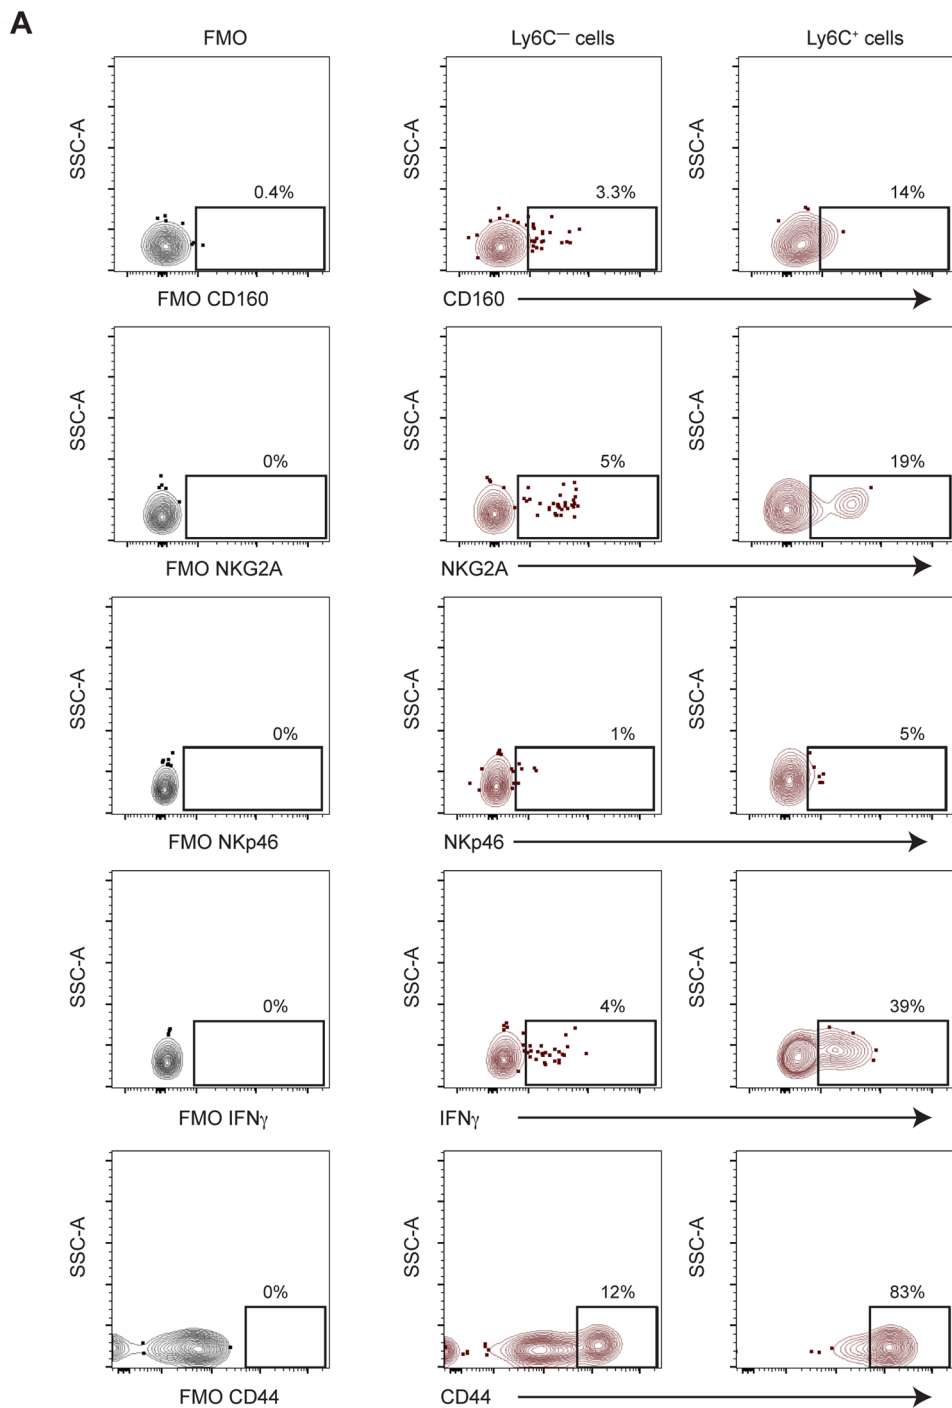 A
FMO Ly6C— cells Ly6C+ cells
SSC-A SSC-A SSC-A
0.4% 3.3% 14%
FMO CD160 CD160
SSC-A SSC-A SSC-A
0% 5% 19%
FMO NKG2A NKG2A
SSC-A SSC-A SSC-A
0% 1% 5%
FMO NKp46 NKp46
SSC-A SSC-A SSC-A
0% 4% 39%
FMO IFNγ IFNγ
SSC-A SSC-A SSC-A
0% 12% 83%
FMO CD44 CD44